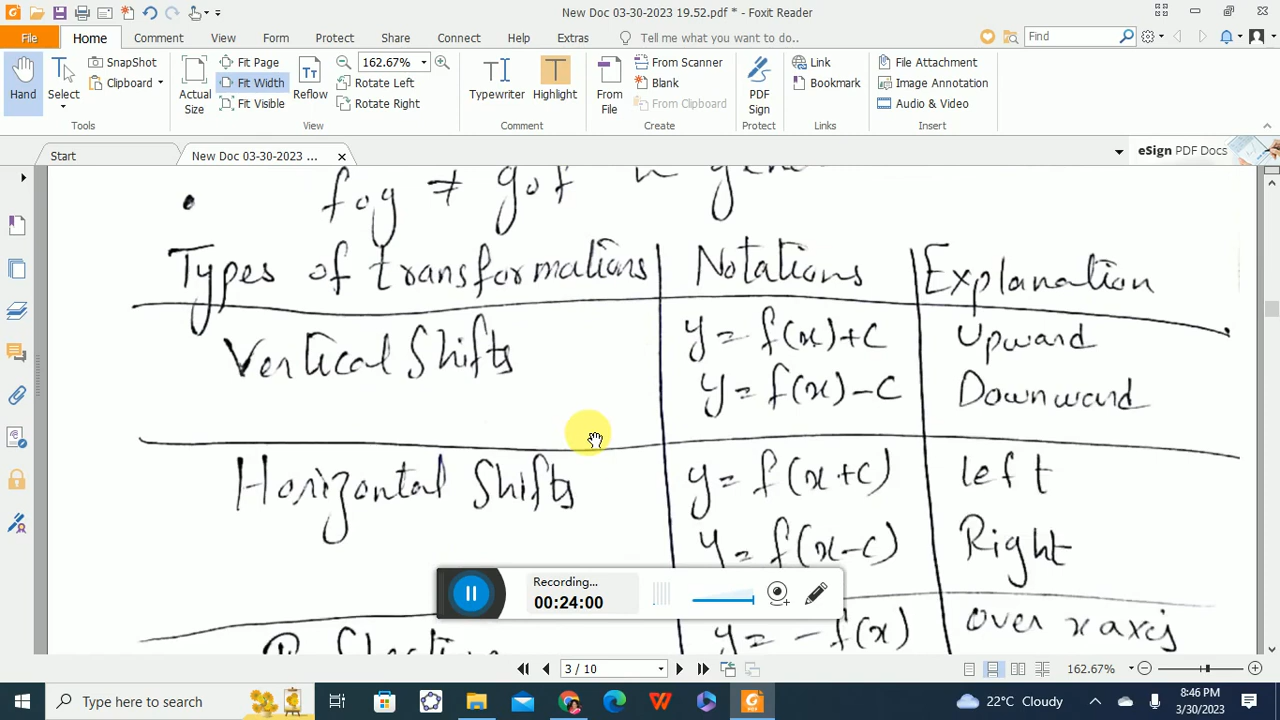 New Doc 03-30-2023 19.52.pdf * - Foxit Reader
File Home Comment View Form Protect Share Connect Help Extras Tell me what you want to do.. Find
Hand
Select
SnapShot
Clipboard
Tools
Actual Size
Fit Page
Fit Width
Fit Visible
Reflow
162.67%
Rotate Left
Rotate Right
View
Typewriter
Highlight
Comment
From File
From Scanner
Blank
From Clipboard
Create
PDF Sign
Protect
Link
Bookmark
Links
File Attachment
Image Annotation
Audio & Video
Insert
Start
New Doc 03-30-2023 ...
eSign PDF Docs
• fog ≠ gof
Types of transformations Notations Explanation
Vertical Shifts y = f(x)+c Upward
y = f(x)-c Downward
Horizontal Shifts y = f(x+c) left
y = f(x-c) Right
y = -f(x) over x axis
Recording...
00:24:00
3 / 10
162.67%
Type here to search
22°C Cloudy
8:46 PM
3/30/2023